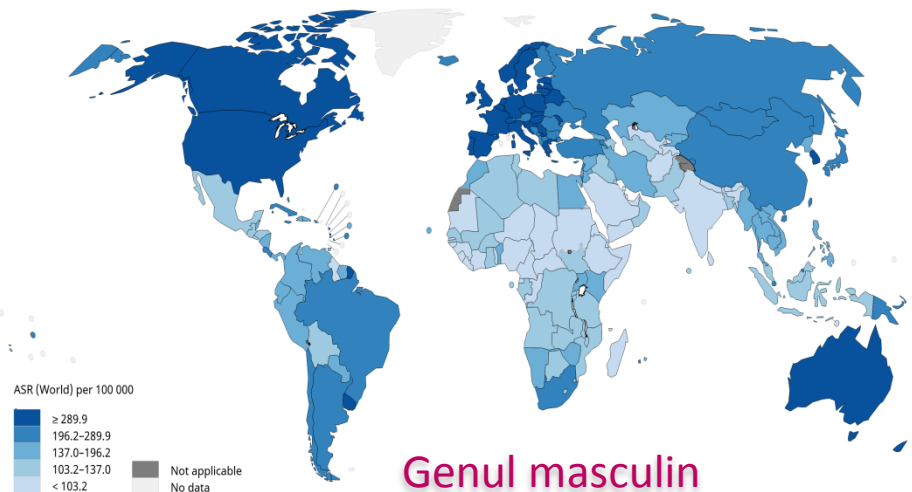 ASR (World) per 100 000
≥ 289.9
196.2–289.9
137.0–196.2
103.2–137.0
< 103.2
Not applicable
No data
Genul masculin